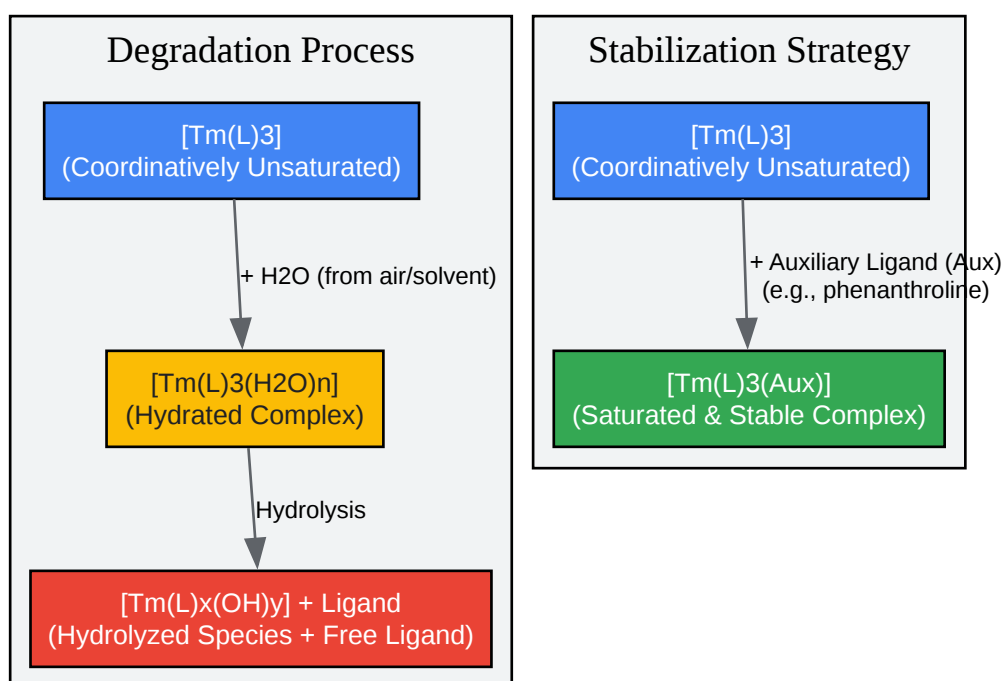 Degradation Process
[Tm(L)3]
(Coordinatively Unsaturated)
+ H2O (from air/solvent)
[Tm(L)3(H2O)n]
(Hydrated Complex)
Hydrolysis
[Tm(L)x(OH)y] + Ligand
(Hydrolyzed Species + Free Ligand)
Stabilization Strategy
[Tm(L)3]
(Coordinatively Unsaturated)
+ Auxiliary Ligand (Aux)
(e.g., phenanthroline)
[Tm(L)3(Aux)]
(Saturated & Stable Complex)